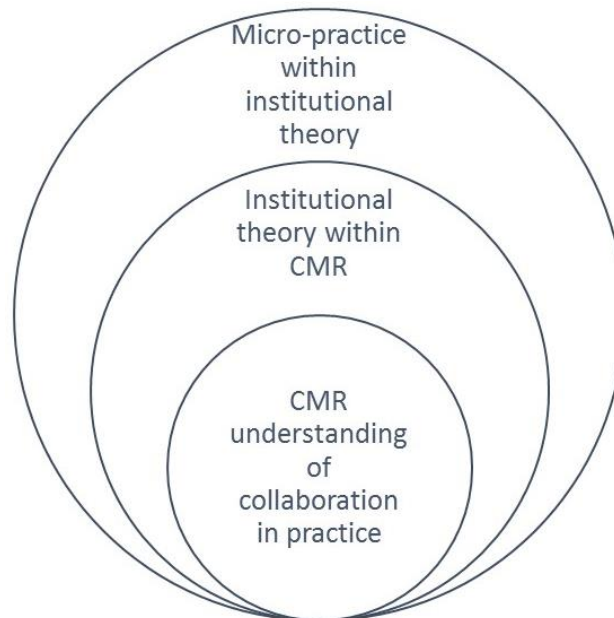 Micro-practice
within
institutional
theory
Institutional
theory within
CMR
CMR
understanding
of
collaboration
in practice